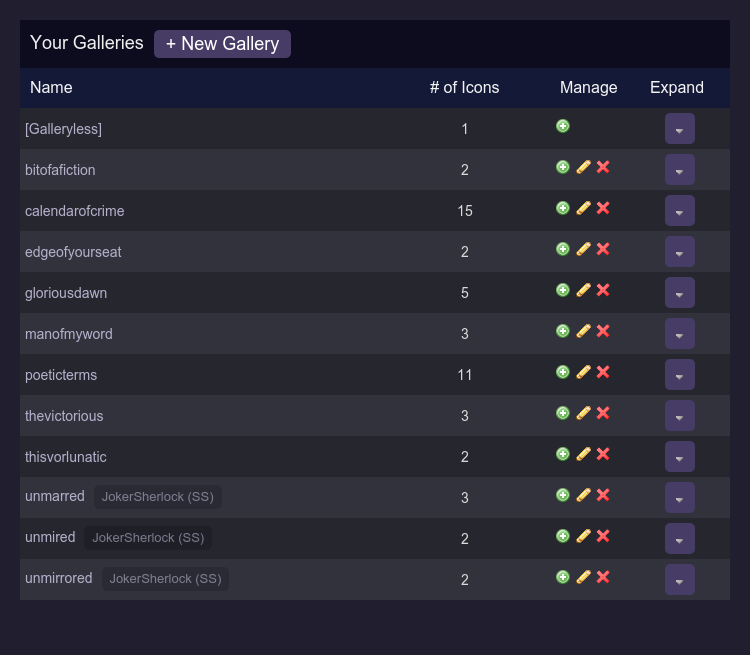 Your Galleries + New Gallery
Name # of Icons Manage Expand
[Galleryless] 1
bitofafiction 2
calendarofcrime 15
edgeofyourseat 2
gloriousdawn 5
manofmyword 3
poeticterms 11
thevictorious 3
thisvorlunatic 2
unmarred JokerSherlock (SS) 3
unmired JokerSherlock (SS) 2
unmirrored JokerSherlock (SS) 2